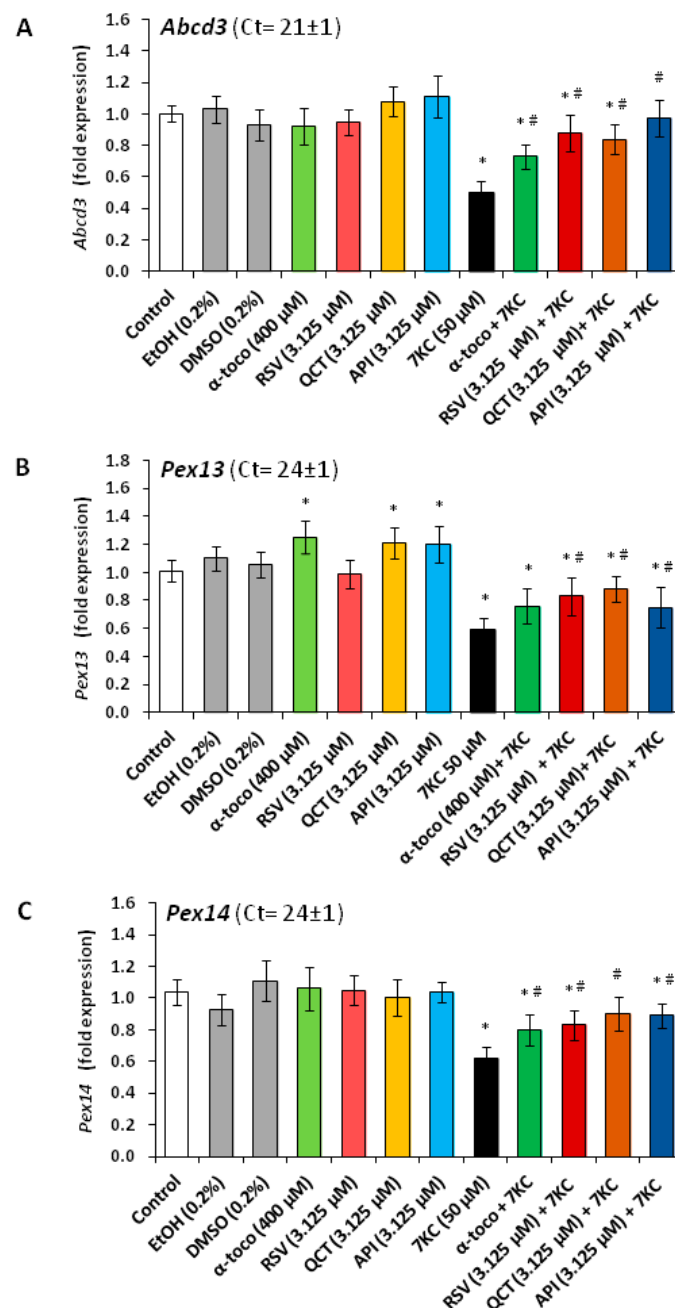 A
Abcd3 (Ct= 21±1)
Abcd3 (fold expression)
1.6
1.4
1.2
1.0
0.8
0.6
0.4
0.2
0.0
*
* #
* #
* #
#
Control
EtOH (0.2%)
DMSO (0.2%)
α-toco (400 µM)
RSV (3.125 µM)
QCT (3.125 µM)
API (3.125 µM)
7KC (50 µM)
α-toco + 7KC
RSV (3.125 µM) + 7KC
QCT (3.125 µM)+ 7KC
API (3.125 µM) + 7KC
B
Pex13 (Ct= 24±1)
Pex13 (fold expression)
1.8
1.6
1.4
1.2
1.0
0.8
0.6
0.4
0.2
0.0
*
*
*
*
*
* #
* #
* #
Control
EtOH (0.2%)
DMSO (0.2%)
α-toco (400 µM)
RSV (3.125 µM)
QCT (3.125 µM)
API (3.125 µM)
7KC 50 µM
α-toco (400 µM)+ 7KC
RSV (3.125 µM) + 7KC
QCT (3.125 µM)+ 7KC
API (3.125 µM) + 7KC
C
Pex14 (Ct= 24±1)
Pex14 (fold expression)
1.6
1.4
1.2
1.0
0.8
0.6
0.4
0.2
0.0
*
* #
* #
#
* #
Control
EtOH (0.2%)
DMSO (0.2%)
α-toco (400 µM)
RSV (3.125 µM)
QCT (3.125 µM)
API (3.125 µM)
7KC (50 µM)
α-toco + 7KC
RSV (3.125 µM) + 7KC
QCT (3.125 µM) + 7KC
API (3.125 µM) + 7KC